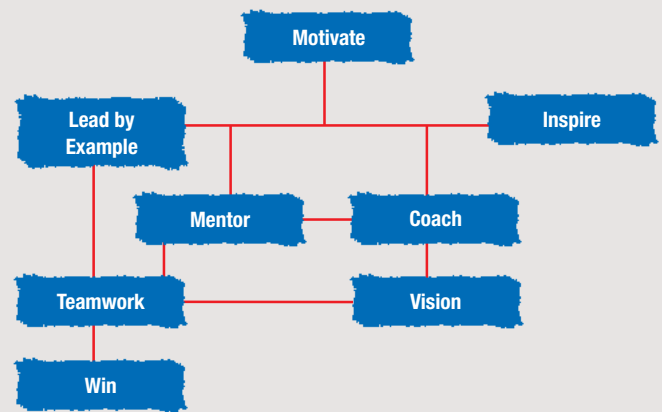 Motivate
Lead by
Example
Inspire
Mentor
Coach
Teamwork
Vision
Win